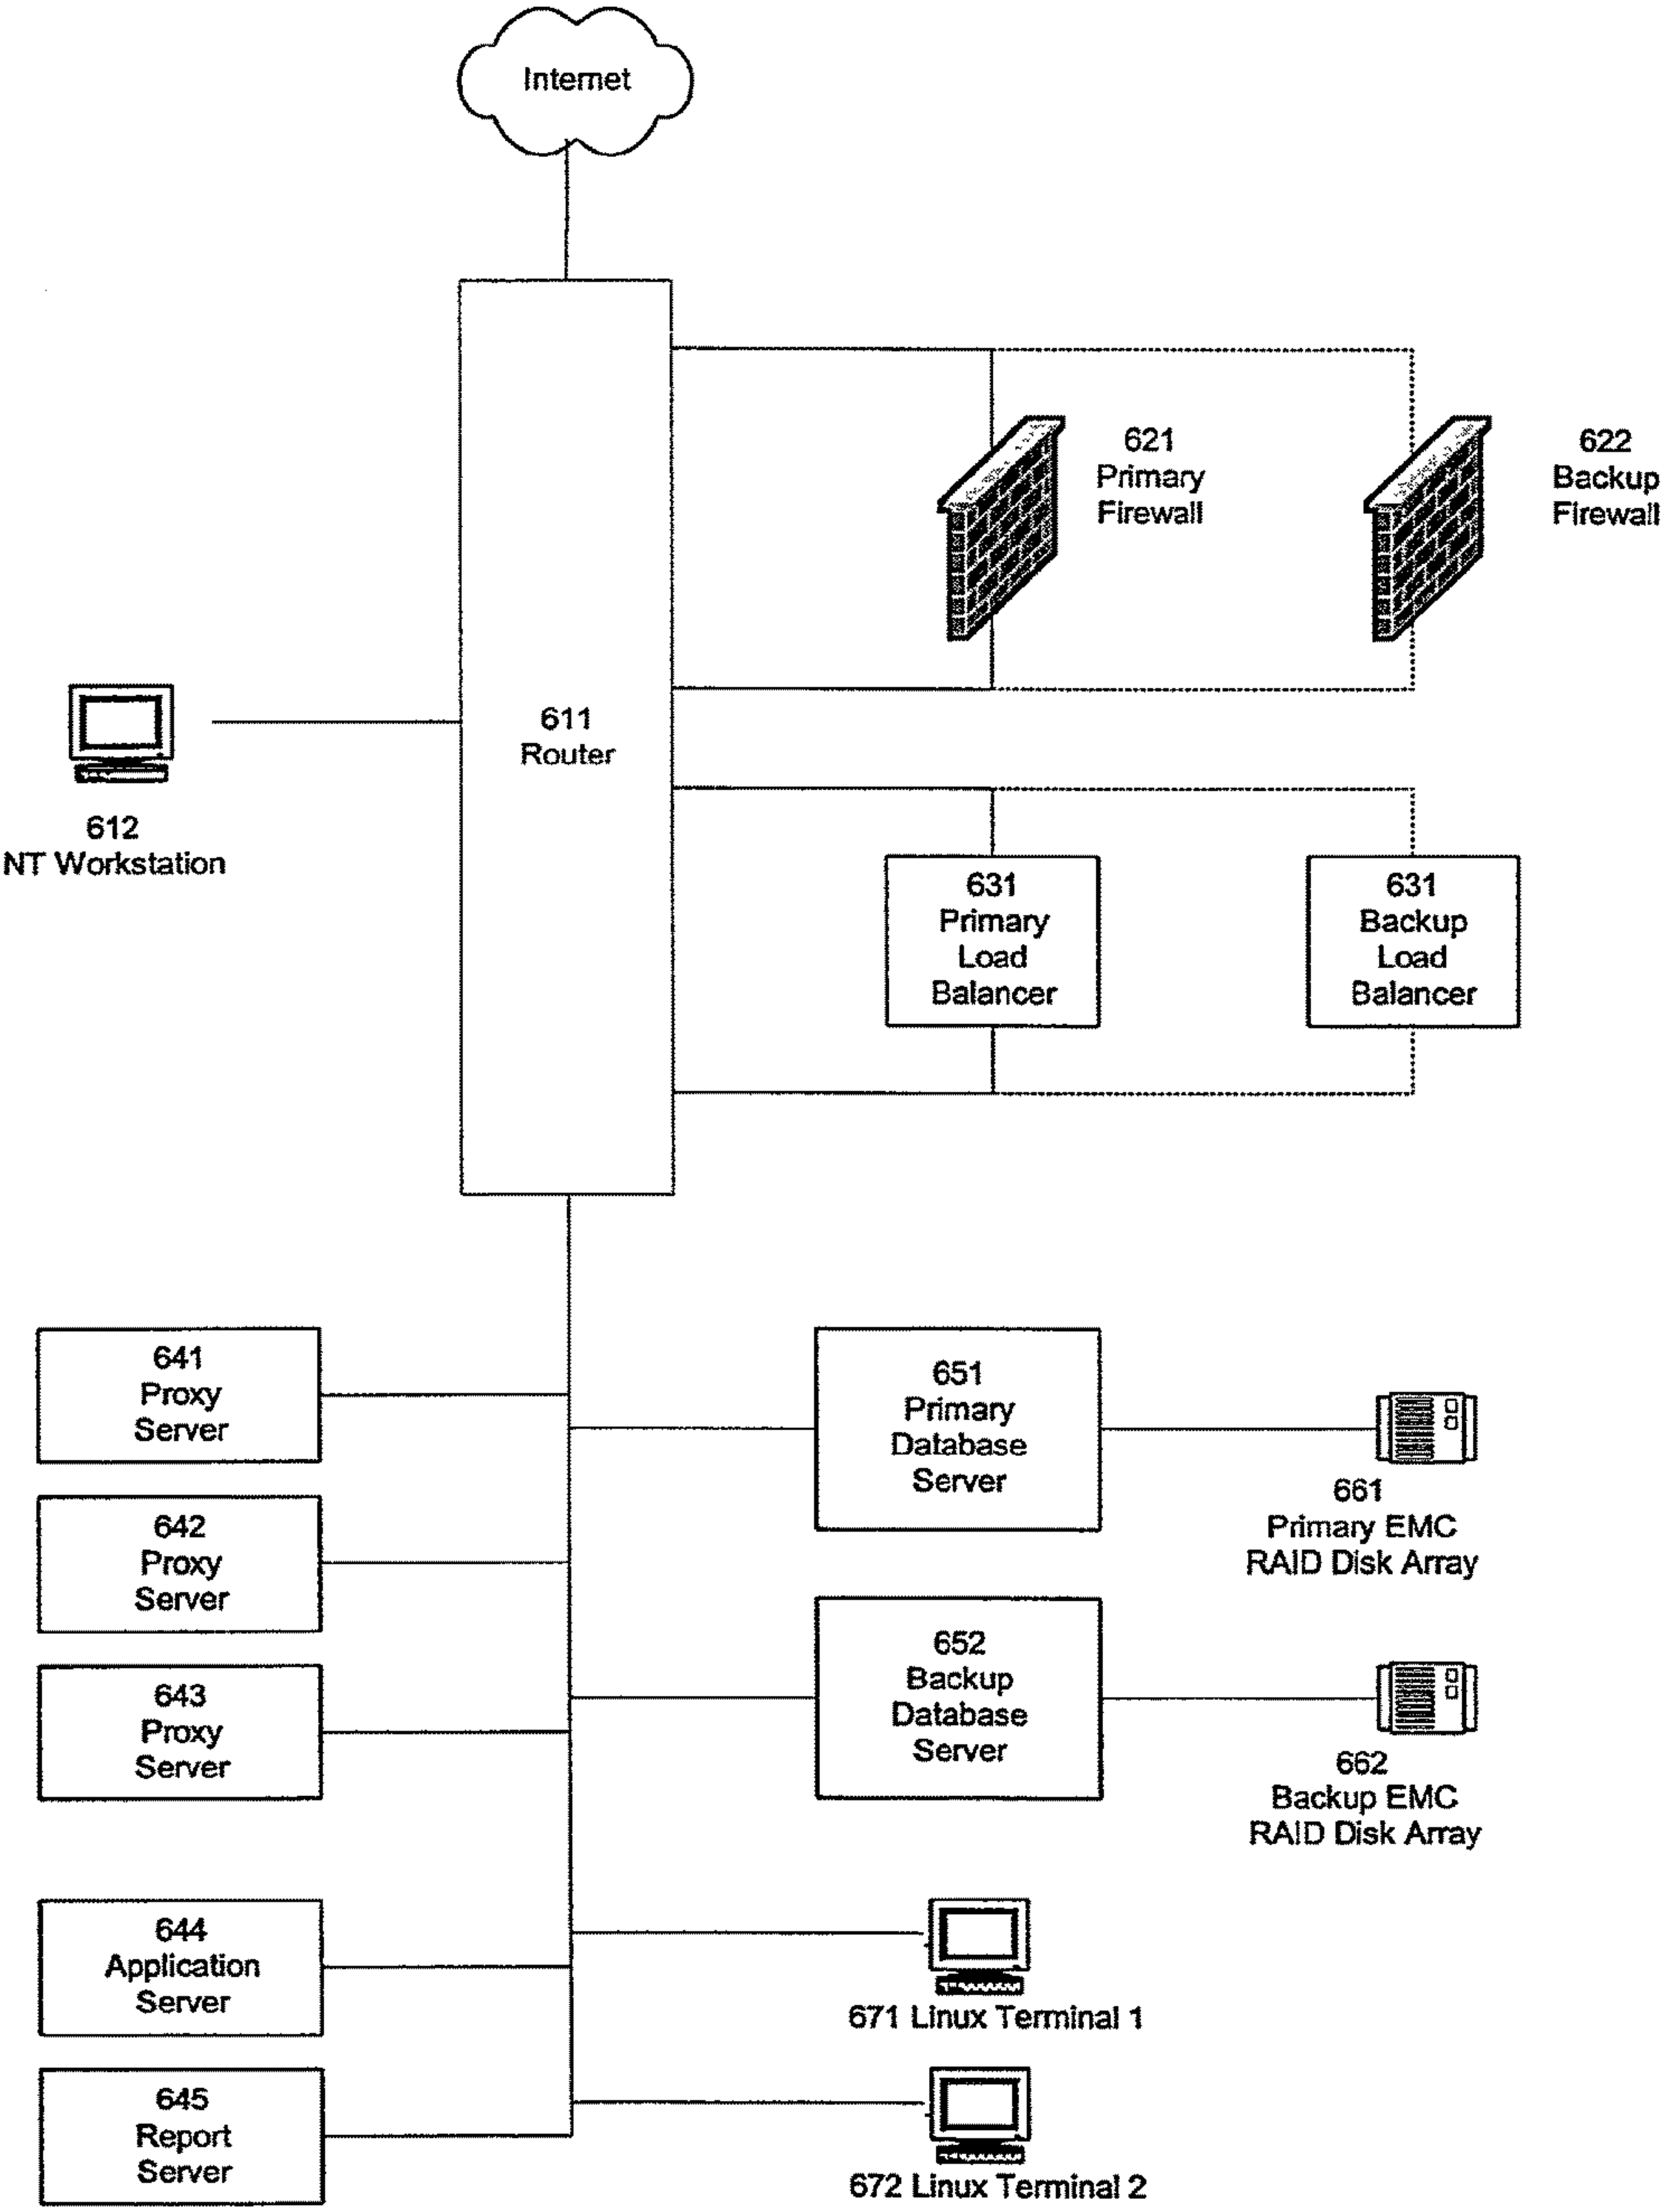 Internet
621
Primary
Firewall
622
Backup
Firewall
611
Router
612
NT Workstation
631
Primary
Load
Balancer
631
Backup
Load
Balancer
641
Proxy
Server
651
Primary
Database
Server
661
Primary EMC
RAID Disk Array
642
Proxy
Server
652
Backup
Database
Server
643
Proxy
Server
662
Backup EMC
RAID Disk Array
644
Application
Server
671 Linux Terminal 1
645
Report
Server
672 Linux Terminal 2